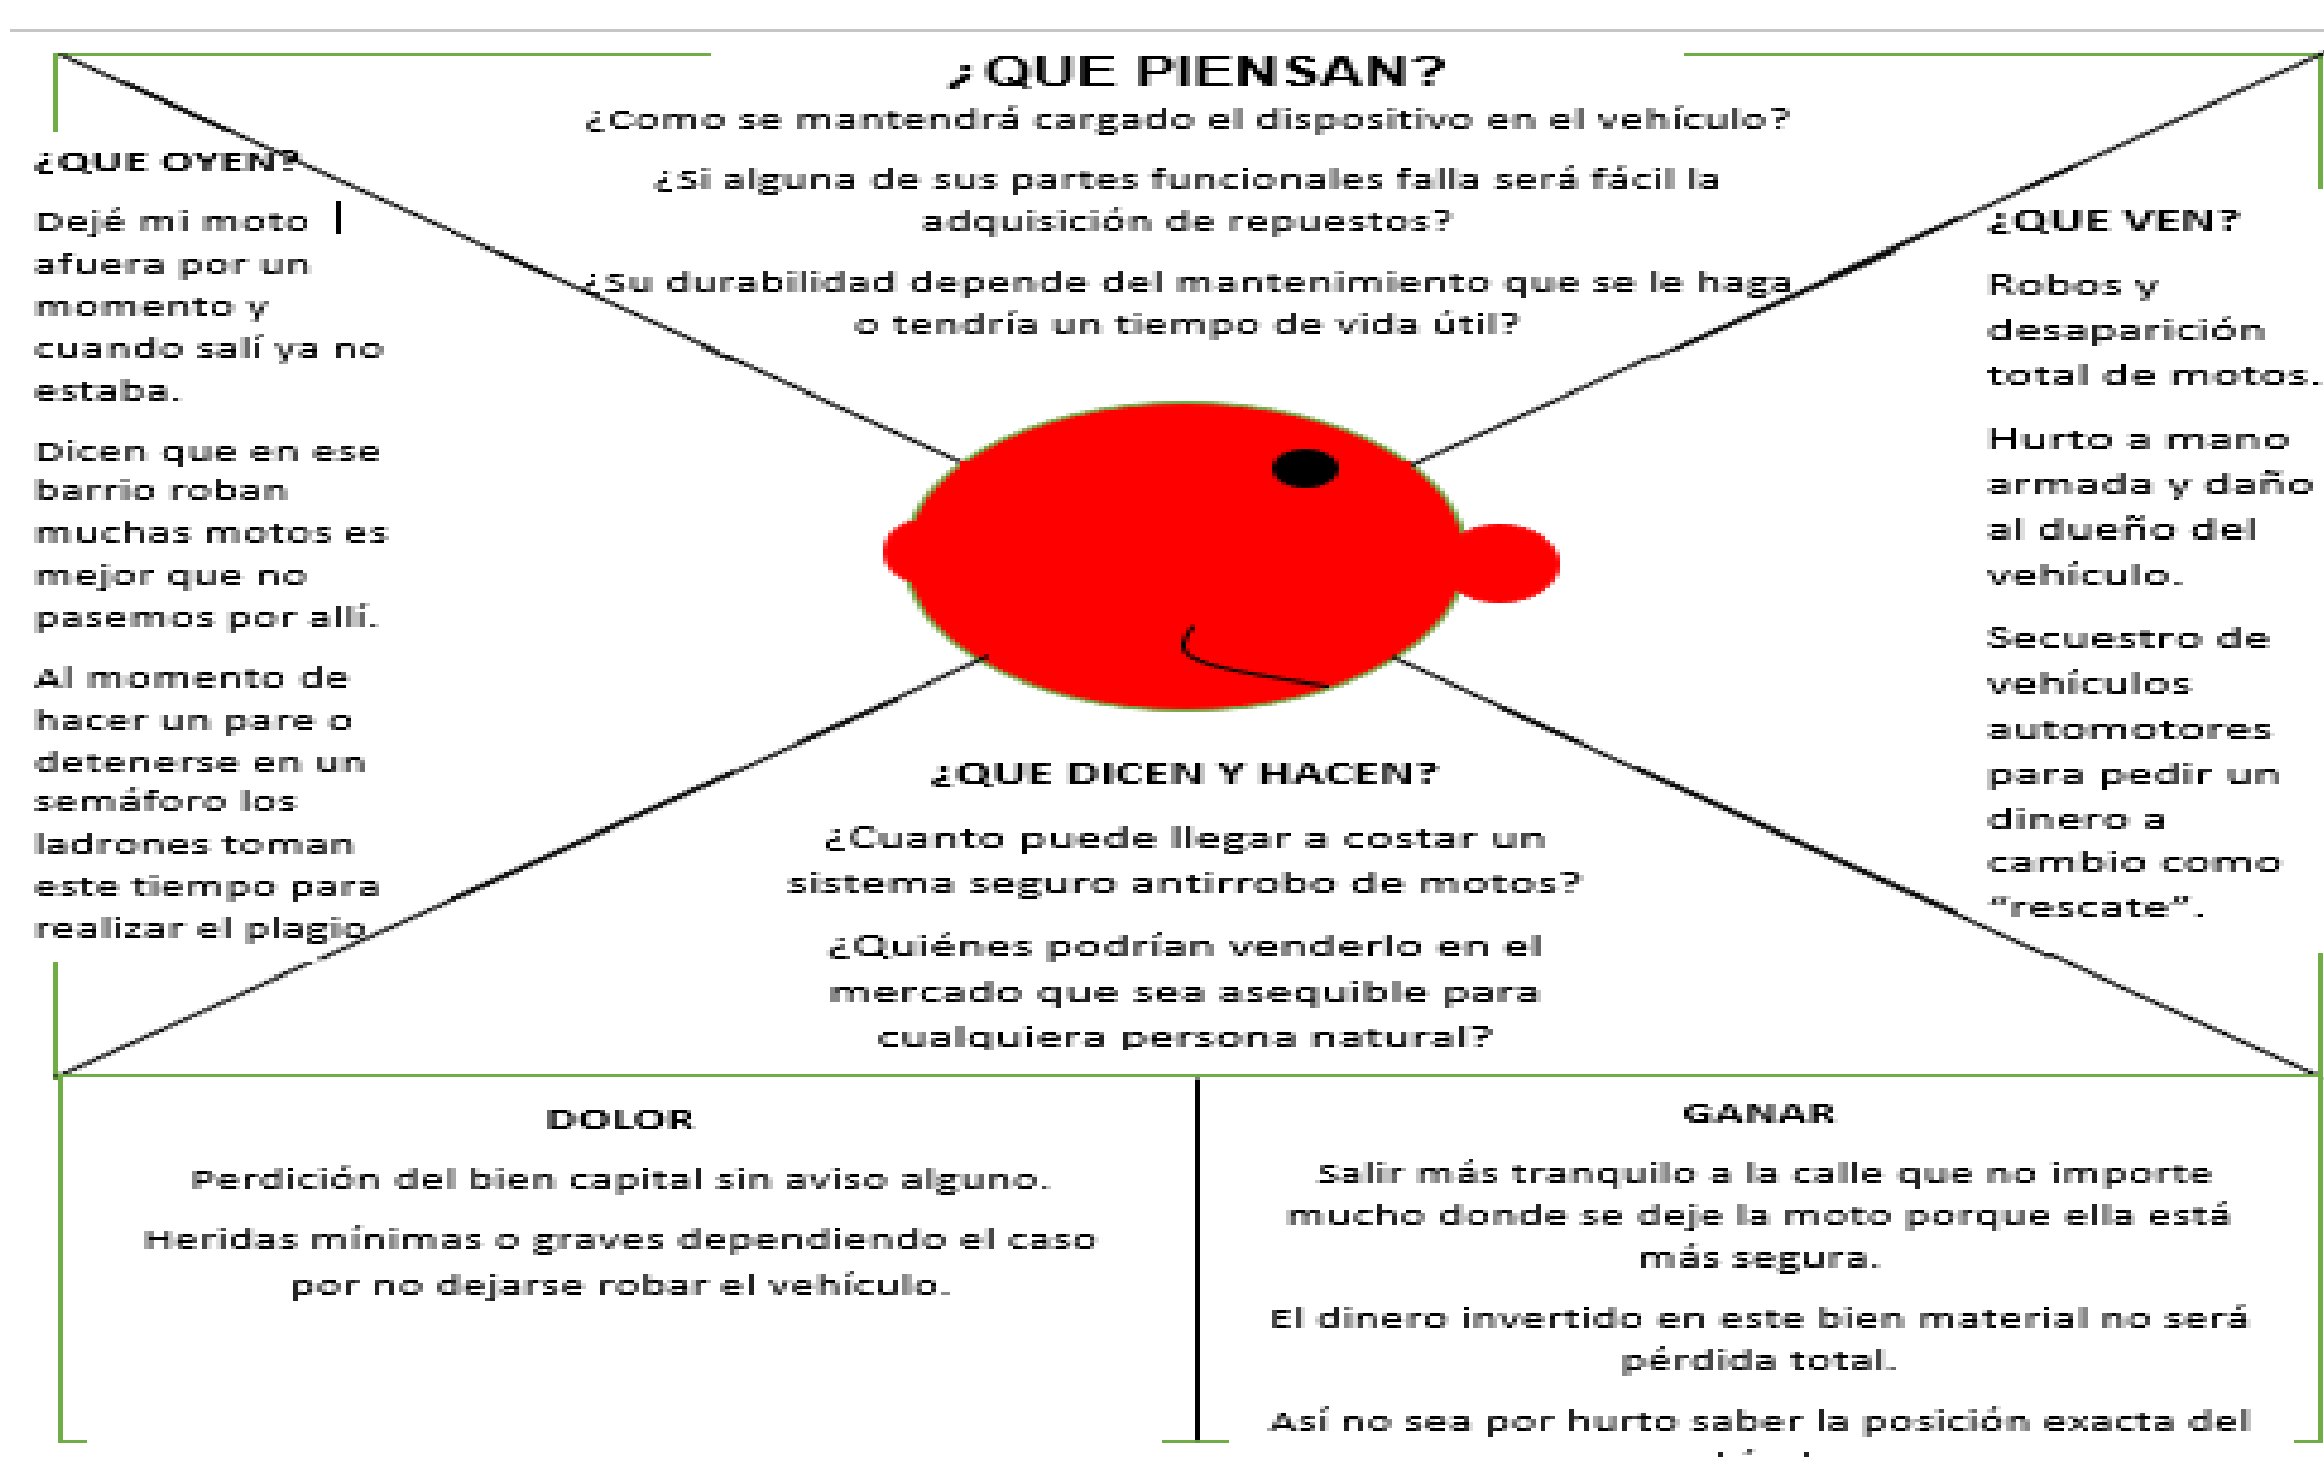 ¿QUE PIENSAN?
¿Como se mantendrá cargado el dispositivo en el vehículo?
¿Si alguna de sus partes funcionales falla será fácil la
adquisición de repuestos?
¿Su durabilidad depende del mantenimiento que se le haga
o tendría un tiempo de vida útil?
¿QUE OYEN?
Dejé mi moto
afuera por un
momento y
cuando salí ya no
estaba.
Dicen que en ese
barrio roban
muchas motos es
mejor que no
pasemos por allí.
Al momento de
hacer un pare o
detenerse en un
semáforo los
ladrones toman
este tiempo para
realizar el plagio
¿QUE VEN?
Robos y
desaparición
total de motos.
Hurto a mano
armada y daño
al dueño del
vehículo.
Secuestro de
vehículos
automotores
para pedir un
dinero a
cambio como
“rescate”.
¿QUE DICEN Y HACEN?
¿Cuanto puede llegar a costar un
sistema seguro antirrobo de motos?
¿Quiénes podrían venderlo en el
mercado que sea asequible para
cualquiera persona natural?
DOLOR
Perdición del bien capital sin aviso alguno.
Heridas mínimas o graves dependiendo el caso
por no dejarse robar el vehículo.
GANAR
Salir más tranquilo a la calle que no importe
mucho donde se deje la moto porque ella está
más segura.
El dinero invertido en este bien material no será
pérdida total.
Así no sea por hurto saber la posición exacta del